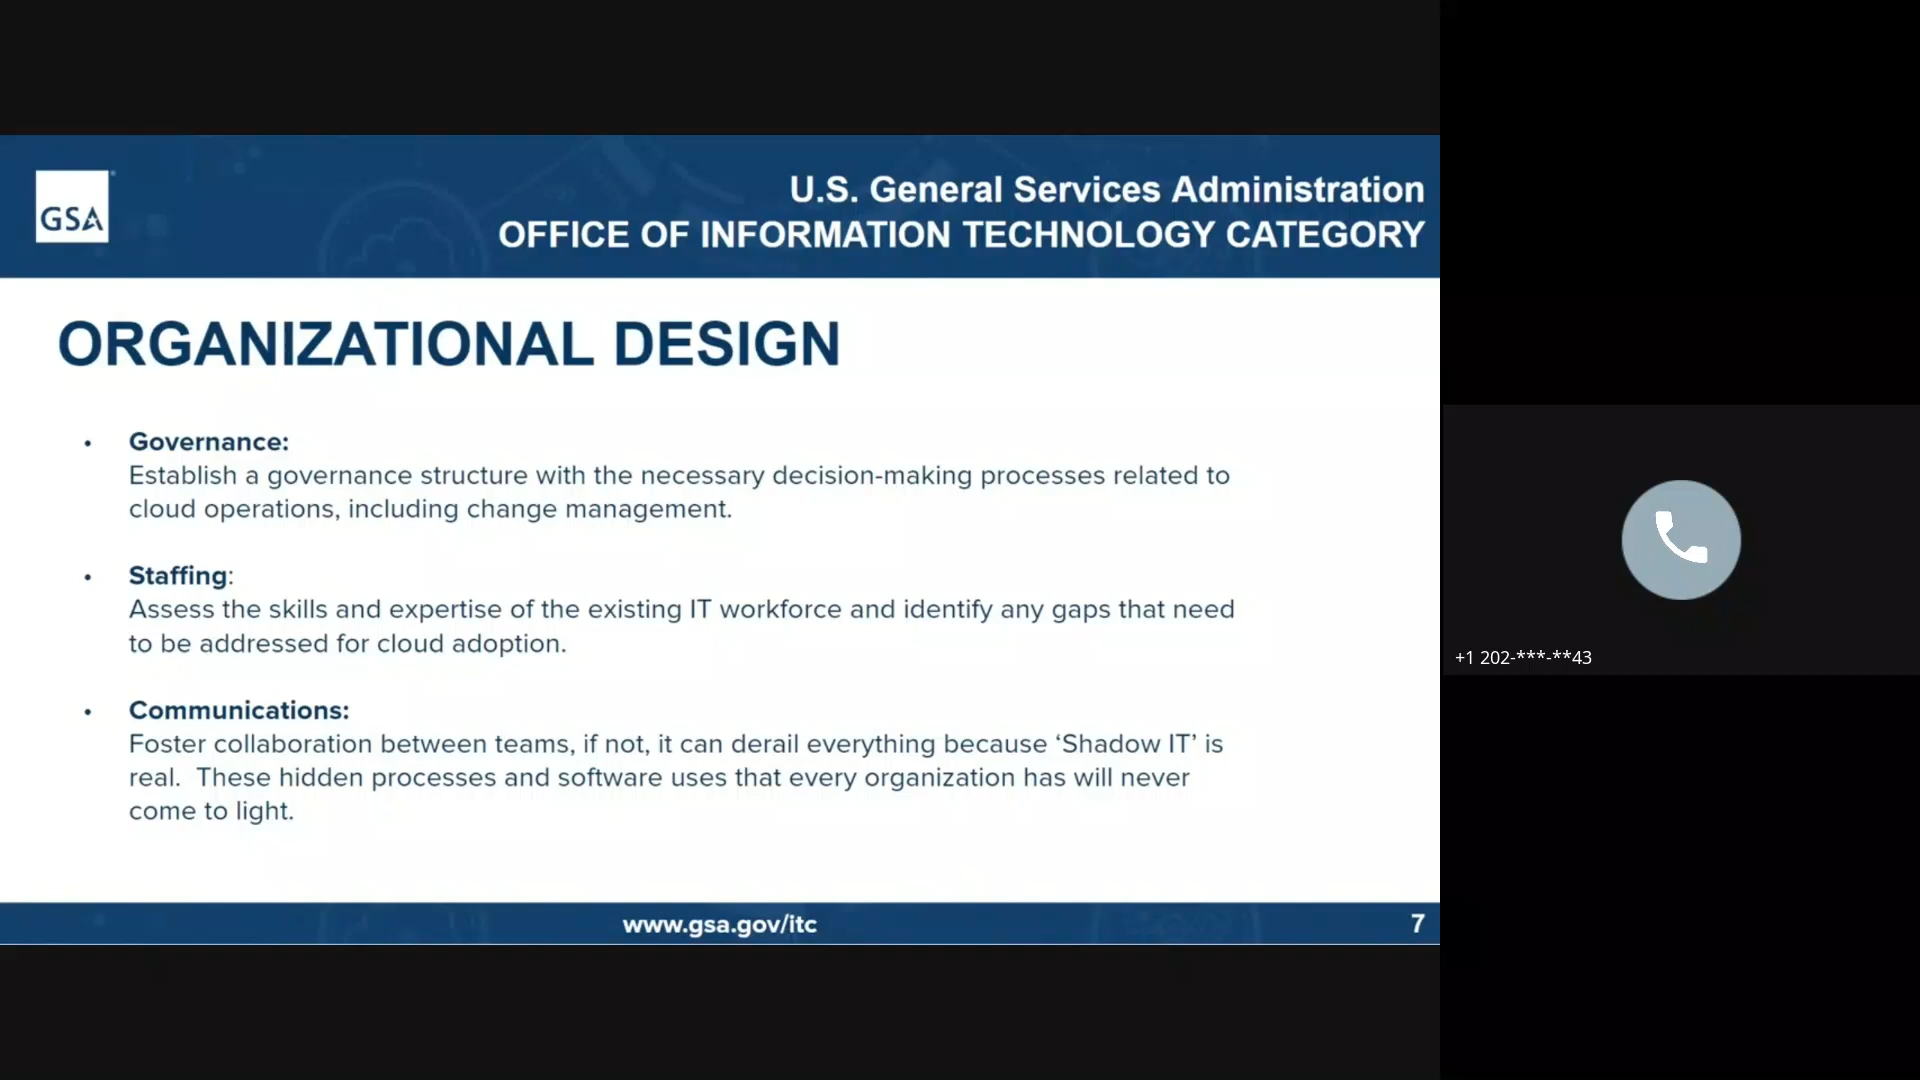 GSA
U.S. General Services Administration
OFFICE OF INFORMATION TECHNOLOGY CATEGORY
ORGANIZATIONAL DESIGN
• Governance:
Establish a governance structure with the necessary decision-making processes related to
cloud operations, including change management.
• Staffing:
Assess the skills and expertise of the existing IT workforce and identify any gaps that need
to be addressed for cloud adoption.
• Communications:
Foster collaboration between teams, if not, it can derail everything because ‘Shadow IT’ is
real.  These hidden processes and software uses that every organization has will never
come to light.
www.gsa.gov/itc
7
+1 202-***-**43